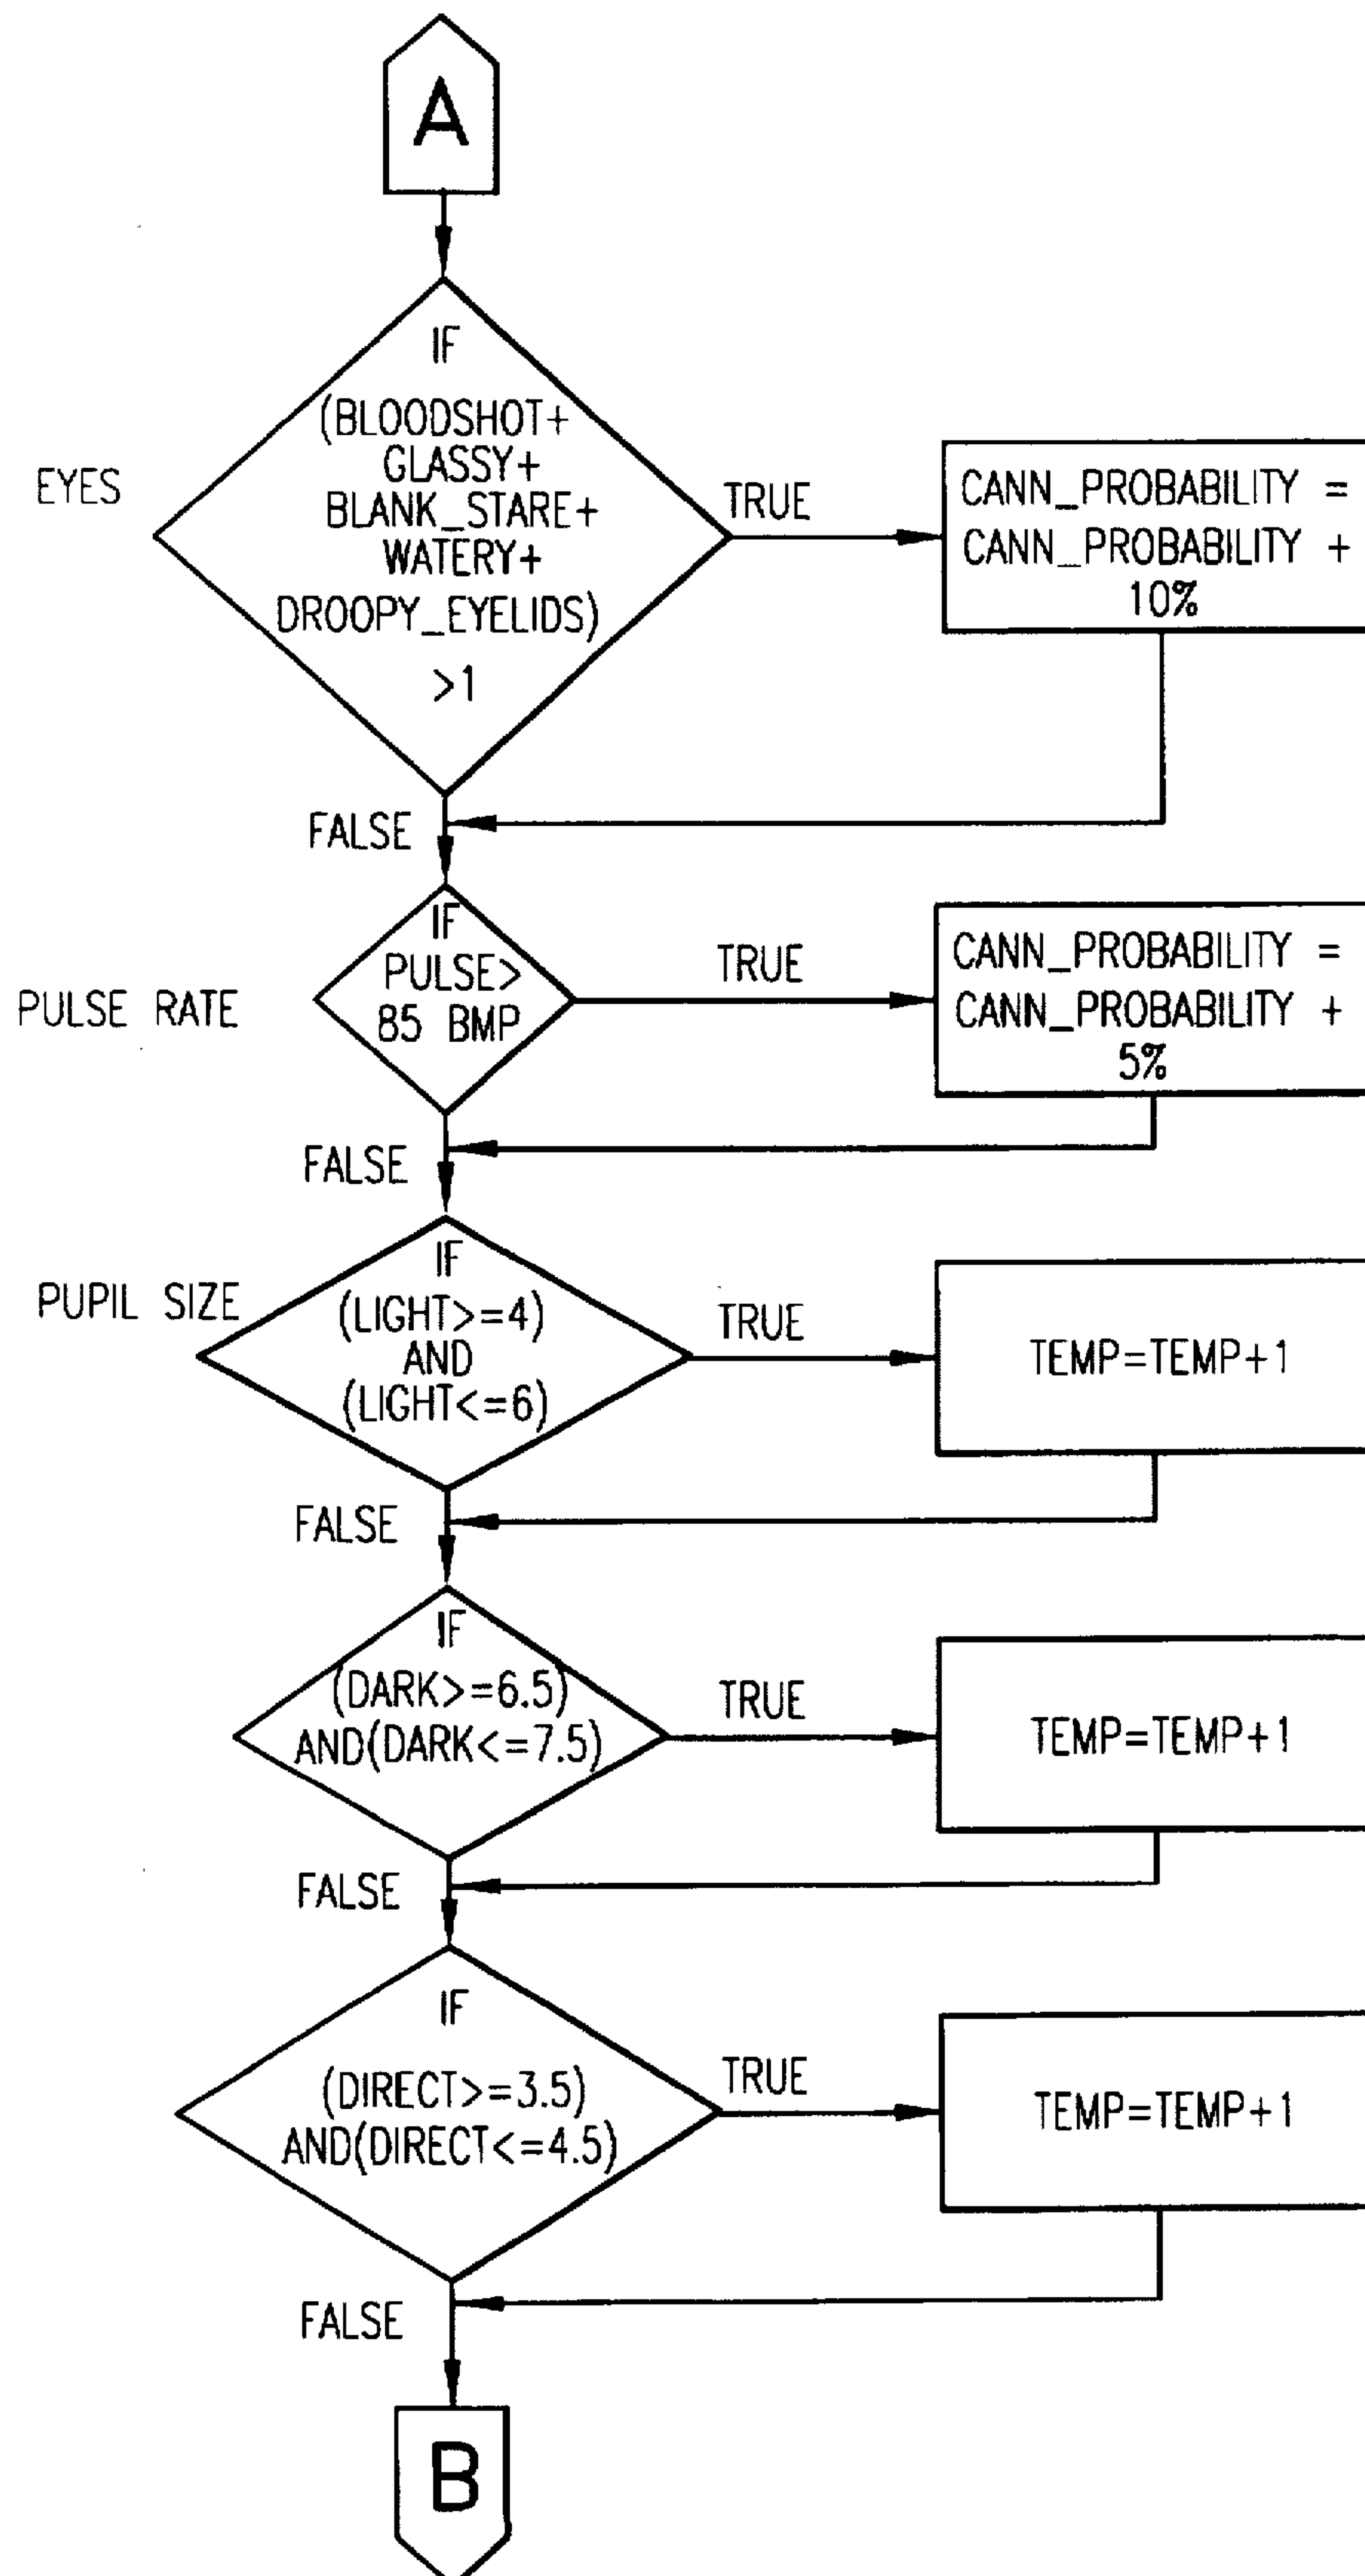 A
IF
(BLOODSHOT+
GLASSY+
BLANK_STARE+
WATERY+
DROOPY_EYELIDS)
>1
EYES
TRUE
CANN_PROBABILITY =
CANN_PROBABILITY +
10%
FALSE
IF
PULSE>
85 BMP
PULSE RATE
TRUE
CANN_PROBABILITY =
CANN_PROBABILITY +
5%
FALSE
PUPIL SIZE
IF
(LIGHT>=4)
AND
(LIGHT<=6)
TRUE
TEMP=TEMP+1
FALSE
IF
(DARK>=6.5)
AND(DARK<=7.5)
TRUE
TEMP=TEMP+1
FALSE
IF
(DIRECT>=3.5)
AND(DIRECT<=4.5)
TRUE
TEMP=TEMP+1
FALSE
B